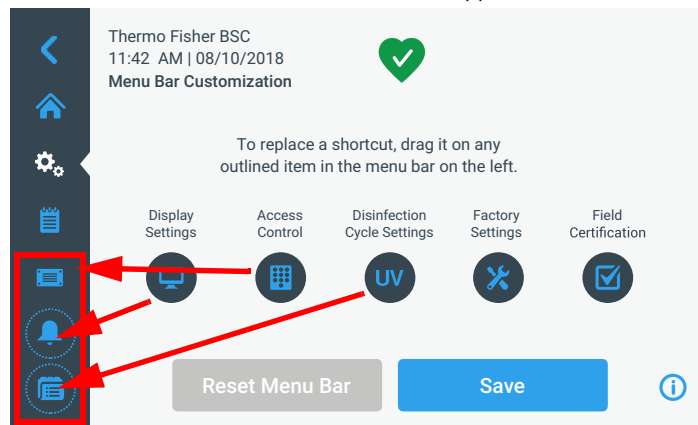 Thermo Fisher BSC
11:42 AM | 08/10/2018
Menu Bar Customization
To replace a shortcut, drag it on any
outlined item in the menu bar on the left.
Display
Settings
Access
Control
Disinfection
Cycle Settings
Factory
Settings
Field
Certification
UV
Reset Menu Bar
Save